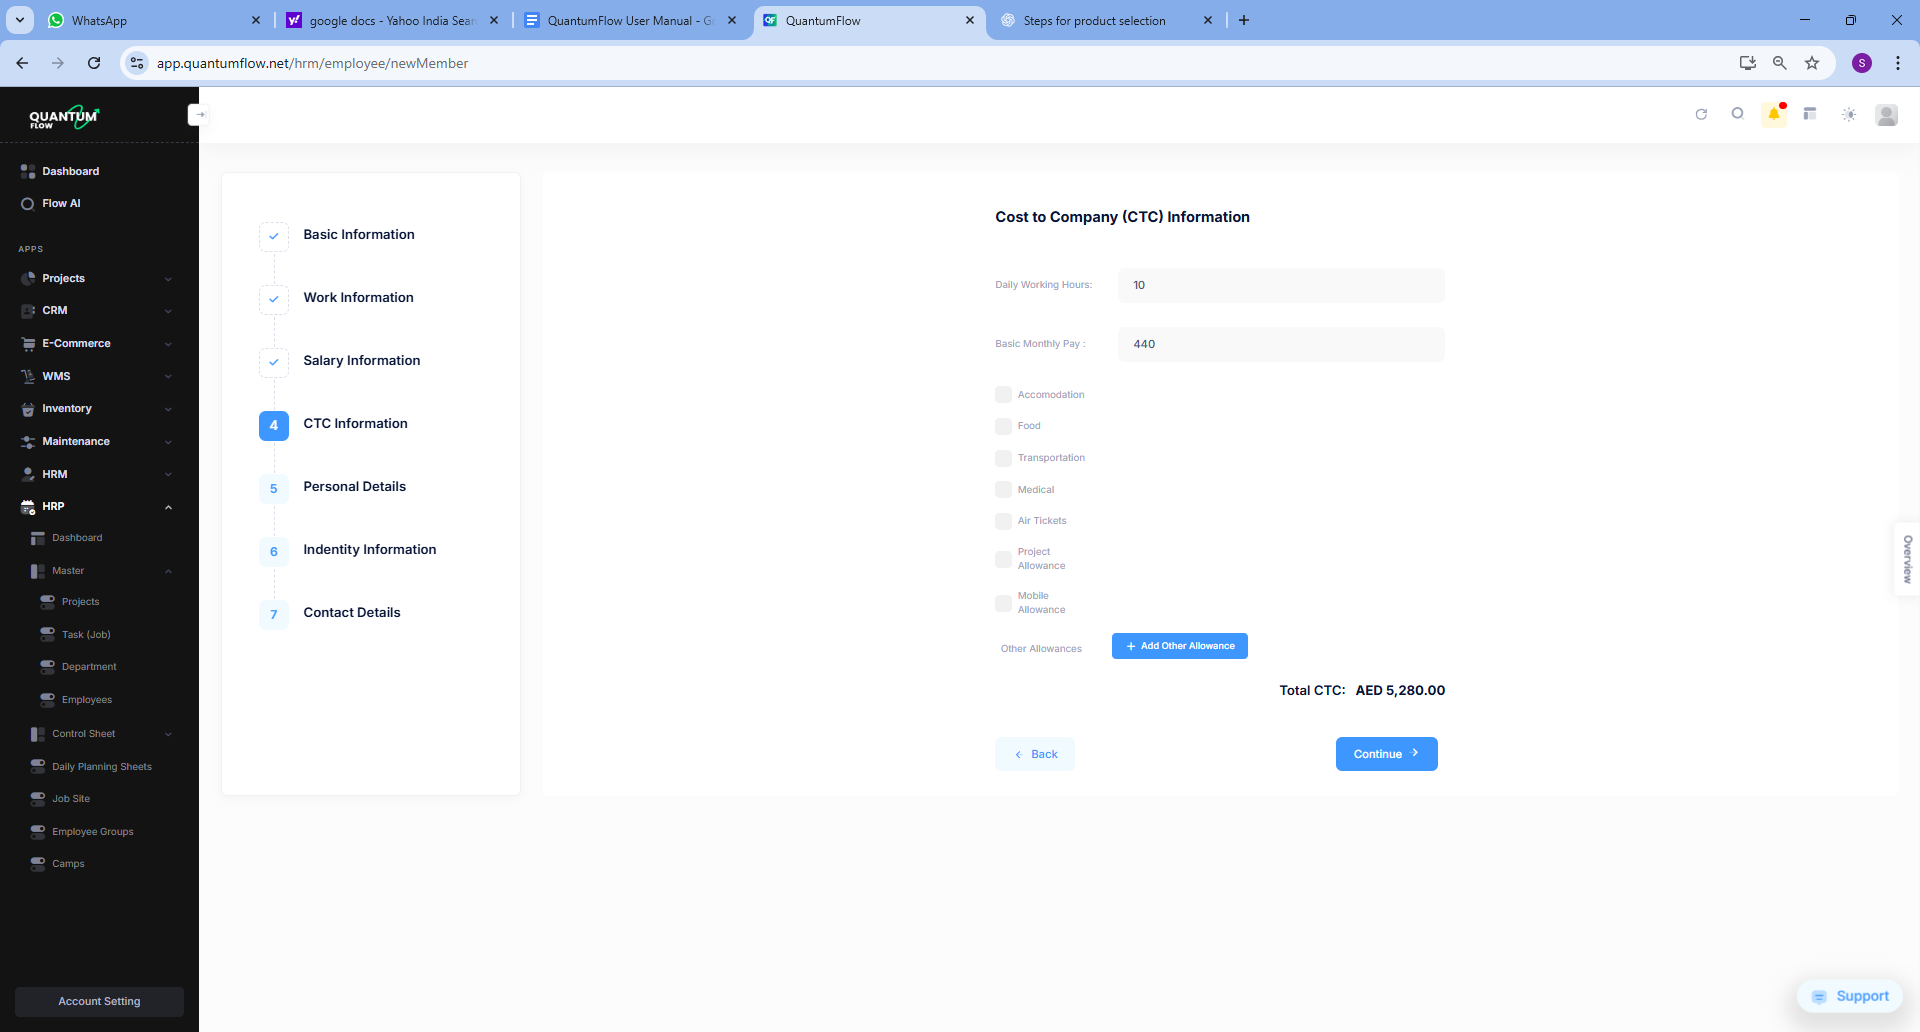 WhatsApp
google docs - Yahoo India Sear
QuantumFlow User Manual - G
QuantumFlow
Steps for product selection
app.quantumflow.net/hrm/employee/newMember
S
QUANTUM
FLOW
Dashboard
Flow AI
APPS
Projects
CRM
E-Commerce
WMS
Inventory
Maintenance
HRM
HRP
Dashboard
Master
Projects
Task (Job)
Department
Employees
Control Sheet
Daily Planning Sheets
Job Site
Employee Groups
Camps
Account Setting
Basic Information
Work Information
Salary Information
4 CTC Information
5 Personal Details
6 Indentity Information
7 Contact Details
Cost to Company (CTC) Information
Daily Working Hours: 10
Basic Monthly Pay : 440
Accomodation
Food
Transportation
Medical
Air Tickets
Project
Allowance
Mobile
Allowance
Other Allowances + Add Other Allowance
Total CTC: AED 5,280.00
Back
Continue
Overview
Support